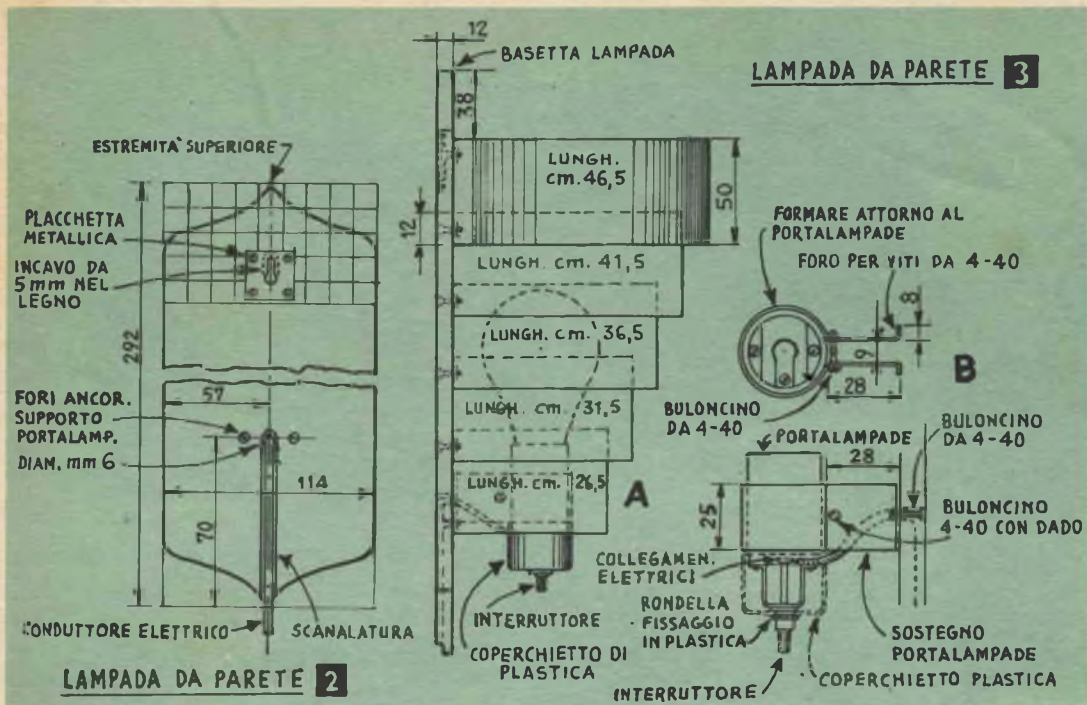 LAMPADA DA PARETE 3
12
BASETTA LAMPADA
38
ESTREMITÀ SUPERIORE
PLACCHETTA
METALLICA
INCAVO DA
5 mm NEL
LEGNO
292
57
FORI ANCOR.
SUPPORTO
PORTALAMP.
DIAM. mm 6
114
70
CONDUTTORE ELETTRICO
SCANALATURA
LAMPADA DA PARETE 2
LUNGH.
cm. 46,5
50
12
LUNGH. cm. 41,5
LUNGH. cm. 36,5
LUNGH. cm. 31,5
LUNGH. cm. 26,5
A
INTERRUTTORE
COPERCHIETTO DI
PLASTICA
FORMARE ATTORNO AL
PORTALAMPADE
FORO PER VITI DA 4-40
8
9
28
B
BULONCINO
DA 4-40
PORTALAMPADE
BULONCINO
DA 4-40
28
25
BULONCINO
4-40 CON DADO
COLLEGAMEN.
ELETTRICI
RONDELLA
FISSAGGIO
IN PLASTICA
SOSTEGNO
PORTALAMPADE
COPERCHIETTO PLASTICA
INTERRUTTORE